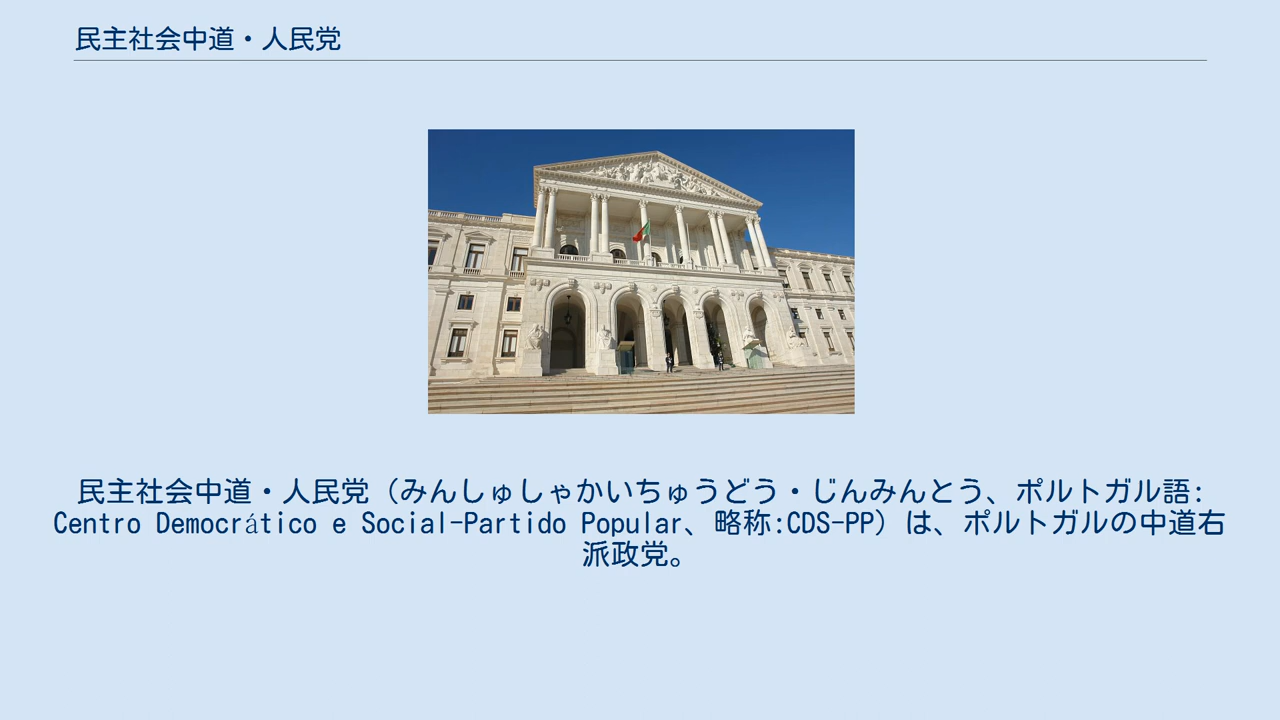 民主社会中道・人民党
民主社会中道・人民党（みんしゅしゃかいちゅうどう・じんみんとう、ポルトガル語:
Centro Democrático e Social-Partido Popular、略称:CDS-PP）は、ポルトガルの中道右
派政党。